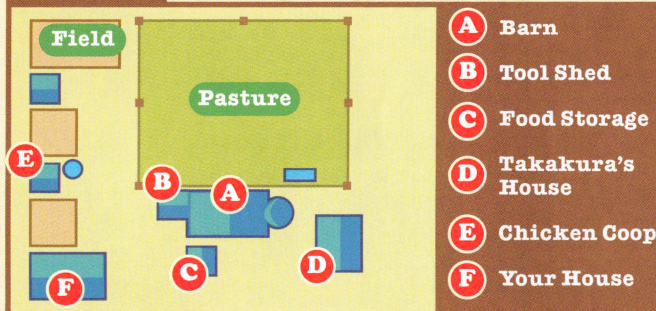 Field
Pasture
E
B
A
C
D
F
A Barn
B Tool Shed
C Food Storage
D Takakura's
House
E Chicken Coop
F Your House